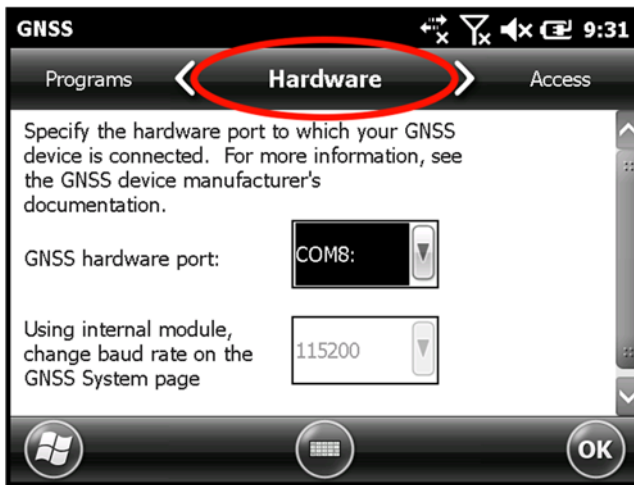 GNSS 9:31
Programs Hardware Access
Specify the hardware port to which your GNSS
device is connected. For more information, see
the GNSS device manufacturer's
documentation.
GNSS hardware port: COM8:
Using internal module,
change baud rate on the 115200
GNSS System page
OK